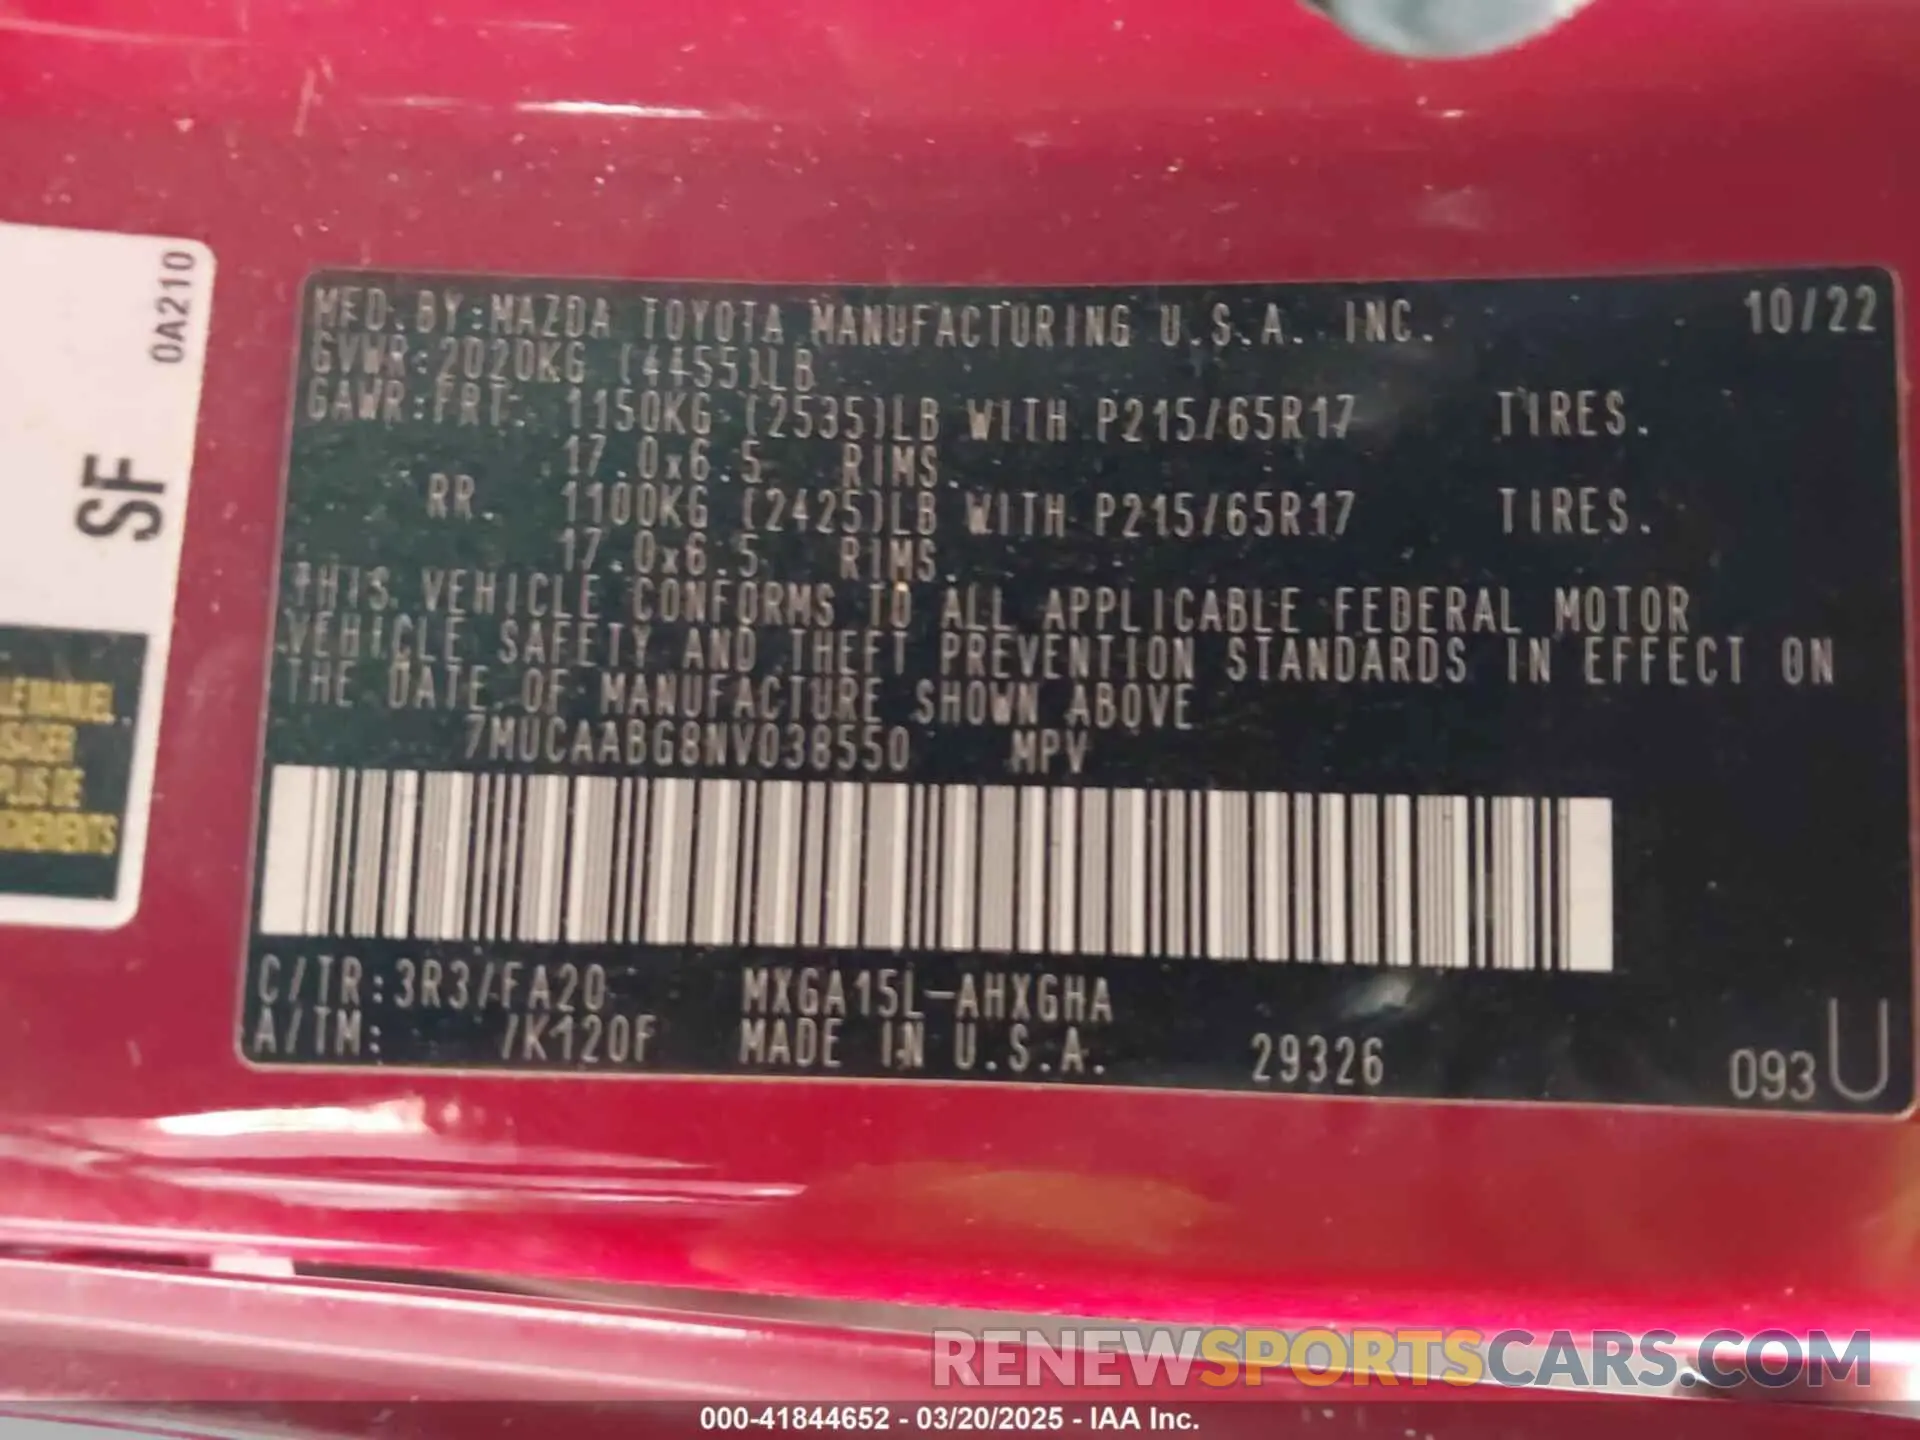 0A210
SF
LE MANUEL
PLUS DE
MFD. BY: MAZDA TOYOTA MANUFACTURING U.S.A. INC. 10/22
GVWR: 2020KG (4455)LB
GAWR: FRT. 1150KG (2535)LB WITH P215/65R17 TIRES.
17.0x6.5 RIMS.
RR. 1100KG (2425)LB WITH P215/65R17 TIRES.
17.0x6.5 RIMS.
THIS VEHICLE CONFORMS TO ALL APPLICABLE FEDERAL MOTOR
VEHICLE SAFETY AND THEFT PREVENTION STANDARDS IN EFFECT ON
THE DATE OF MANUFACTURE SHOWN ABOVE
7MUCAABG8NV038550 MPV
C/TR: 3R3/FA20 MXGA15L-AHXGHA
A/TM: /K120F MADE IN U.S.A. 29326 093 U
RENEWSPORTSCARS.COM
000-41844652 - 03/20/2025 - IAA Inc.